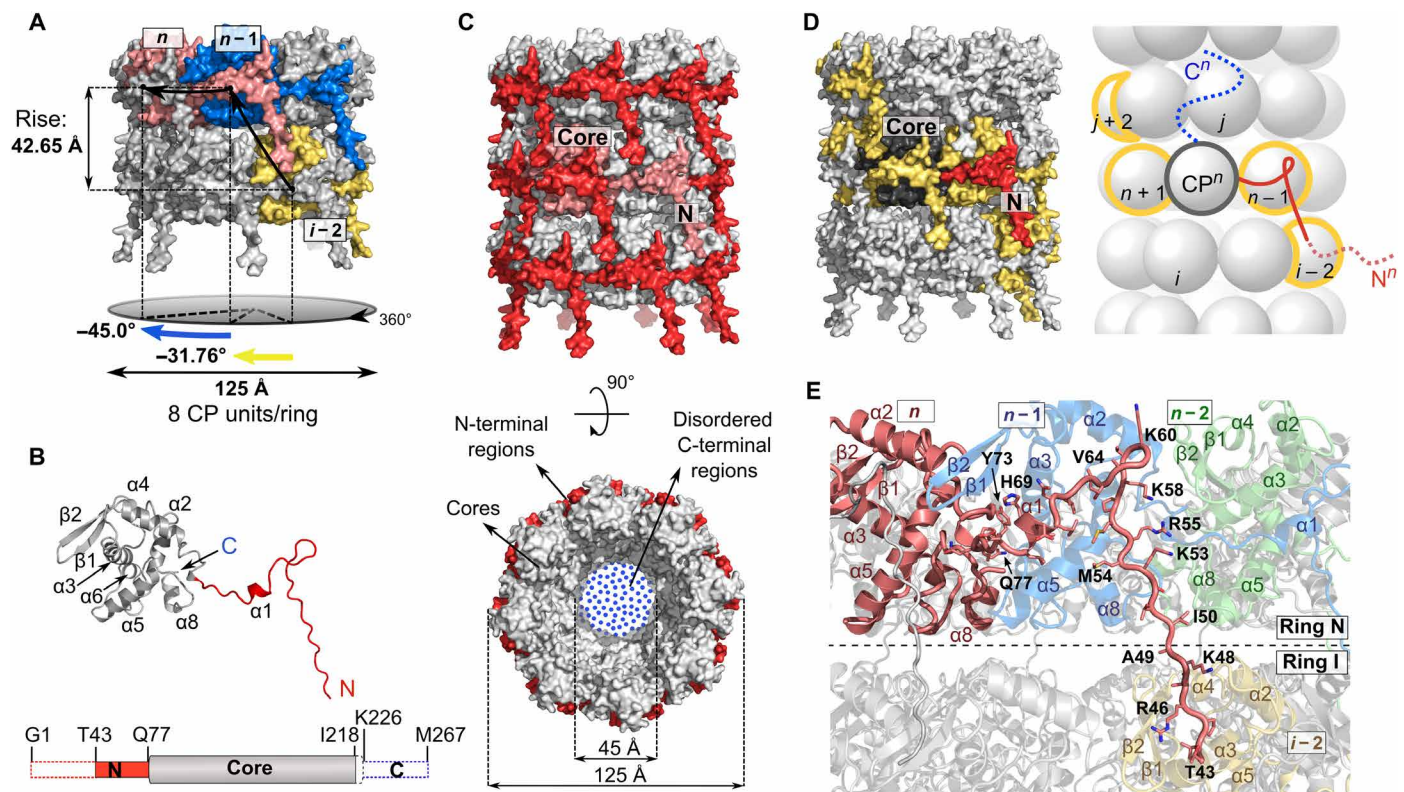 A
n
n – 1
Rise:
42.65 Å
i – 2
360°
–45.0°
–31.76°
125 Å
8 CP units/ring
B
α4
α2
β2
β1
α3
α6
α5
α8
C
α1
N
G1
T43
Q77
I218
K226
M267
N
Core
C
C
Core
N
90°
N-terminal
regions
Disordered
C-terminal
regions
Cores
45 Å
125 Å
D
Core
N
Cⁿ
j + 2
j
n + 1
CPⁿ
n – 1
i
i – 2
Nⁿ
E
α2
n
n – 1
α2
n – 2
α4
α2
K60
β2
β1
β2
Y73
β1
α3
H69
V64
β2
β1
α3
α1
K58
R55
α1
α3
K53
α5
Q77
α5
M54
α8
α8
α5
α8
I50
Ring N
Ring I
A49
K48
α4
α2
R46
β2
β1
α3
α5
T43
i – 2